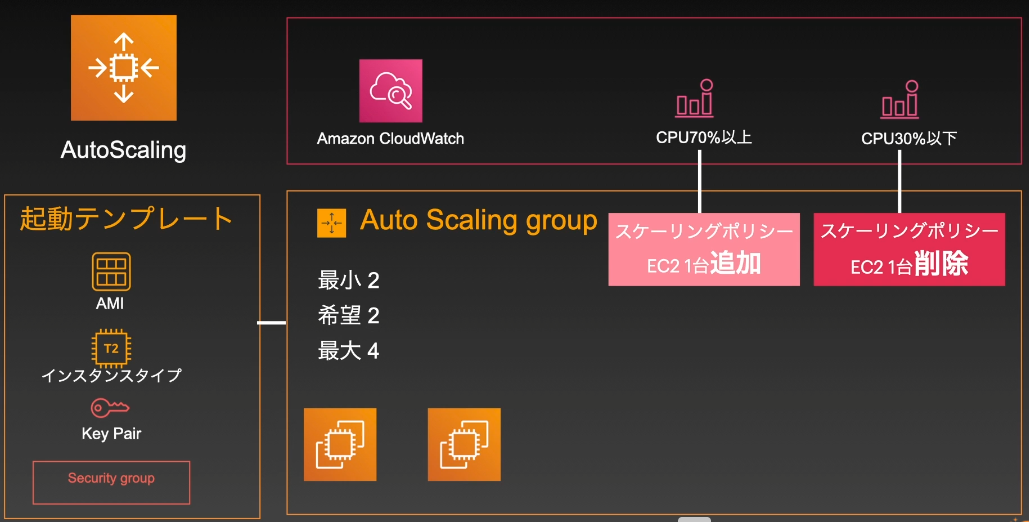 AutoScaling
Amazon CloudWatch
CPU70%以上
CPU30%以下
起動テンプレート
AMI
T2
インスタンスタイプ
Key Pair
Security group
Auto Scaling group
最小 2
希望 2
最大 4
スケーリングポリシー
EC2 1台追加
スケーリングポリシー
EC2 1台削除